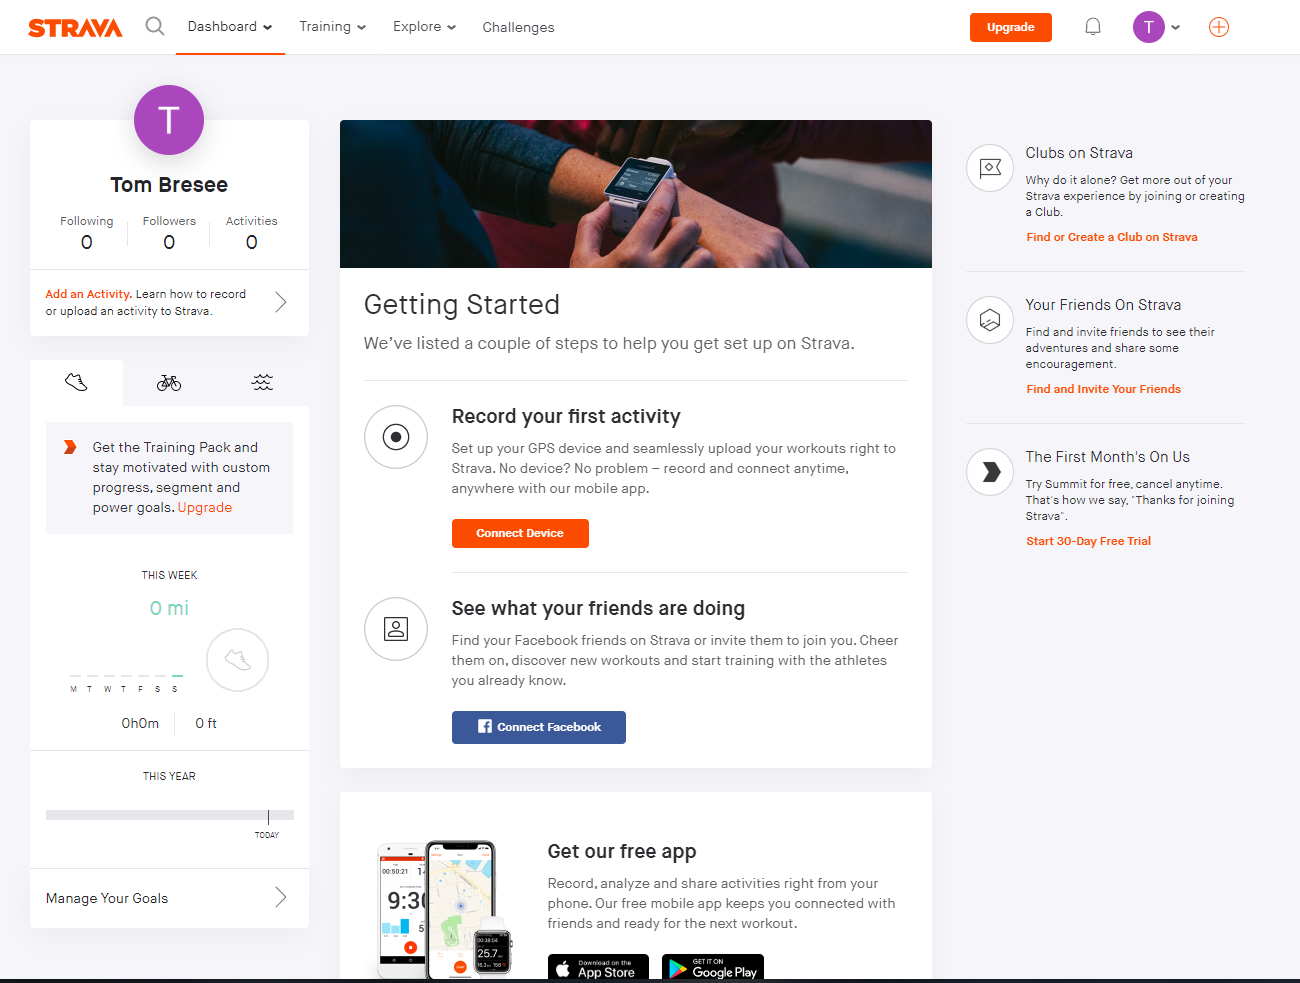 STRAVA
Dashboard
Training
Explore
Challenges
Upgrade
T
T
Tom Bresee
Following
Followers
Activities
0
0
0
Add an Activity. Learn how to record
or upload an activity to Strava.
Get the Training Pack and
stay motivated with custom
progress, segment and
power goals. Upgrade
THIS WEEK
0 mi
M T W T F S S
0h0m
0 ft
THIS YEAR
TODAY
Manage Your Goals
Getting Started
We've listed a couple of steps to help you get set up on Strava.
Record your first activity
Set up your GPS device and seamlessly upload your workouts right to
Strava. No device? No problem – record and connect anytime,
anywhere with our mobile app.
Connect Device
See what your friends are doing
Find your Facebook friends on Strava or invite them to join you. Cheer
them on, discover new workouts and start training with the athletes
you already know.
Connect Facebook
00:50:21
9:30
00:38:04
25.7
158
Get our free app
Record, analyze and share activities right from your
phone. Our free mobile app keeps you connected with
friends and ready for the next workout.
Download on the
App Store
GET IT ON
Google Play
Clubs on Strava
Why do it alone? Get more out of your
Strava experience by joining or creating
a Club.
Find or Create a Club on Strava
Your Friends On Strava
Find and invite friends to see their
adventures and share some
encouragement.
Find and Invite Your Friends
The First Month's On Us
Try Summit for free, cancel anytime.
That's how we say, "Thanks for joining
Strava".
Start 30-Day Free Trial